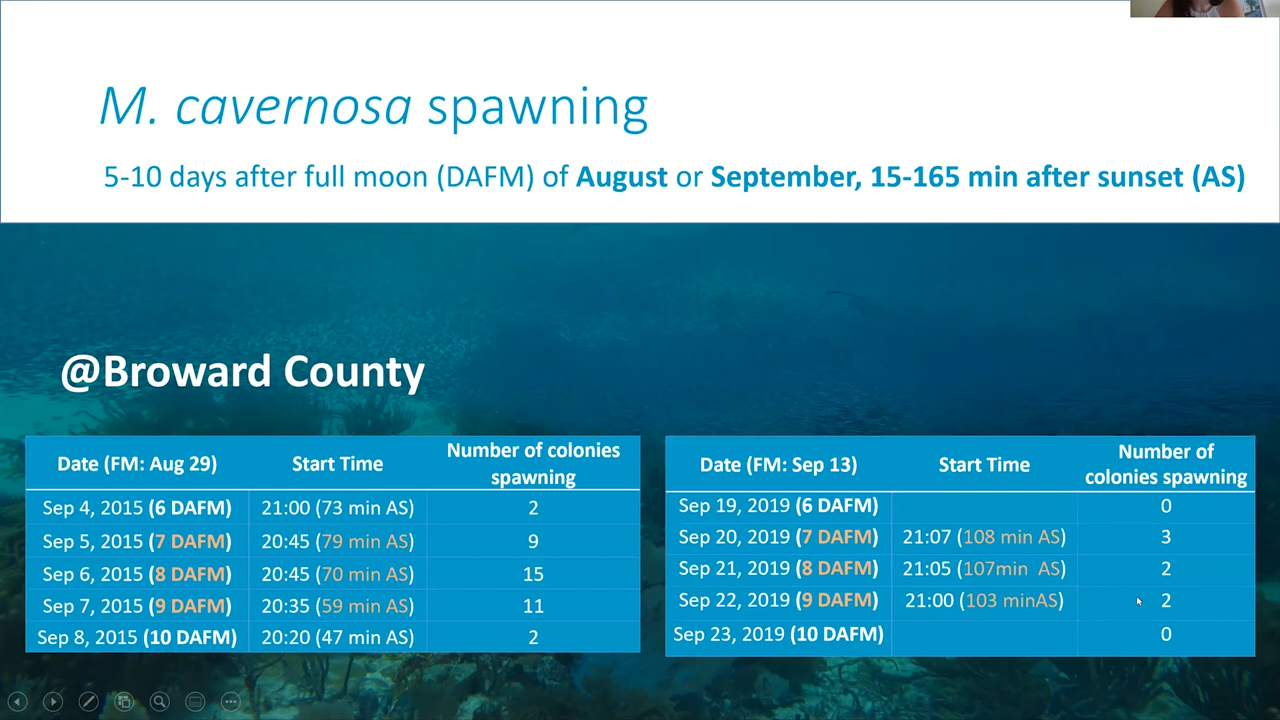 M. cavernosa spawning
5-10 days after full moon (DAFM) of August or September, 15-165 min after sunset (AS)
@Broward County
Date (FM: Aug 29) Start Time Number of colonies spawning
Sep 4, 2015 (6 DAFM) 21:00 (73 min AS) 2
Sep 5, 2015 (7 DAFM) 20:45 (79 min AS) 9
Sep 6, 2015 (8 DAFM) 20:45 (70 min AS) 15
Sep 7, 2015 (9 DAFM) 20:35 (59 min AS) 11
Sep 8, 2015 (10 DAFM) 20:20 (47 min AS) 2
Date (FM: Sep 13) Start Time Number of colonies spawning
Sep 19, 2019 (6 DAFM) 0
Sep 20, 2019 (7 DAFM) 21:07 (108 min AS) 3
Sep 21, 2019 (8 DAFM) 21:05 (107min AS) 2
Sep 22, 2019 (9 DAFM) 21:00 (103 minAS) 2
Sep 23, 2019 (10 DAFM) 0